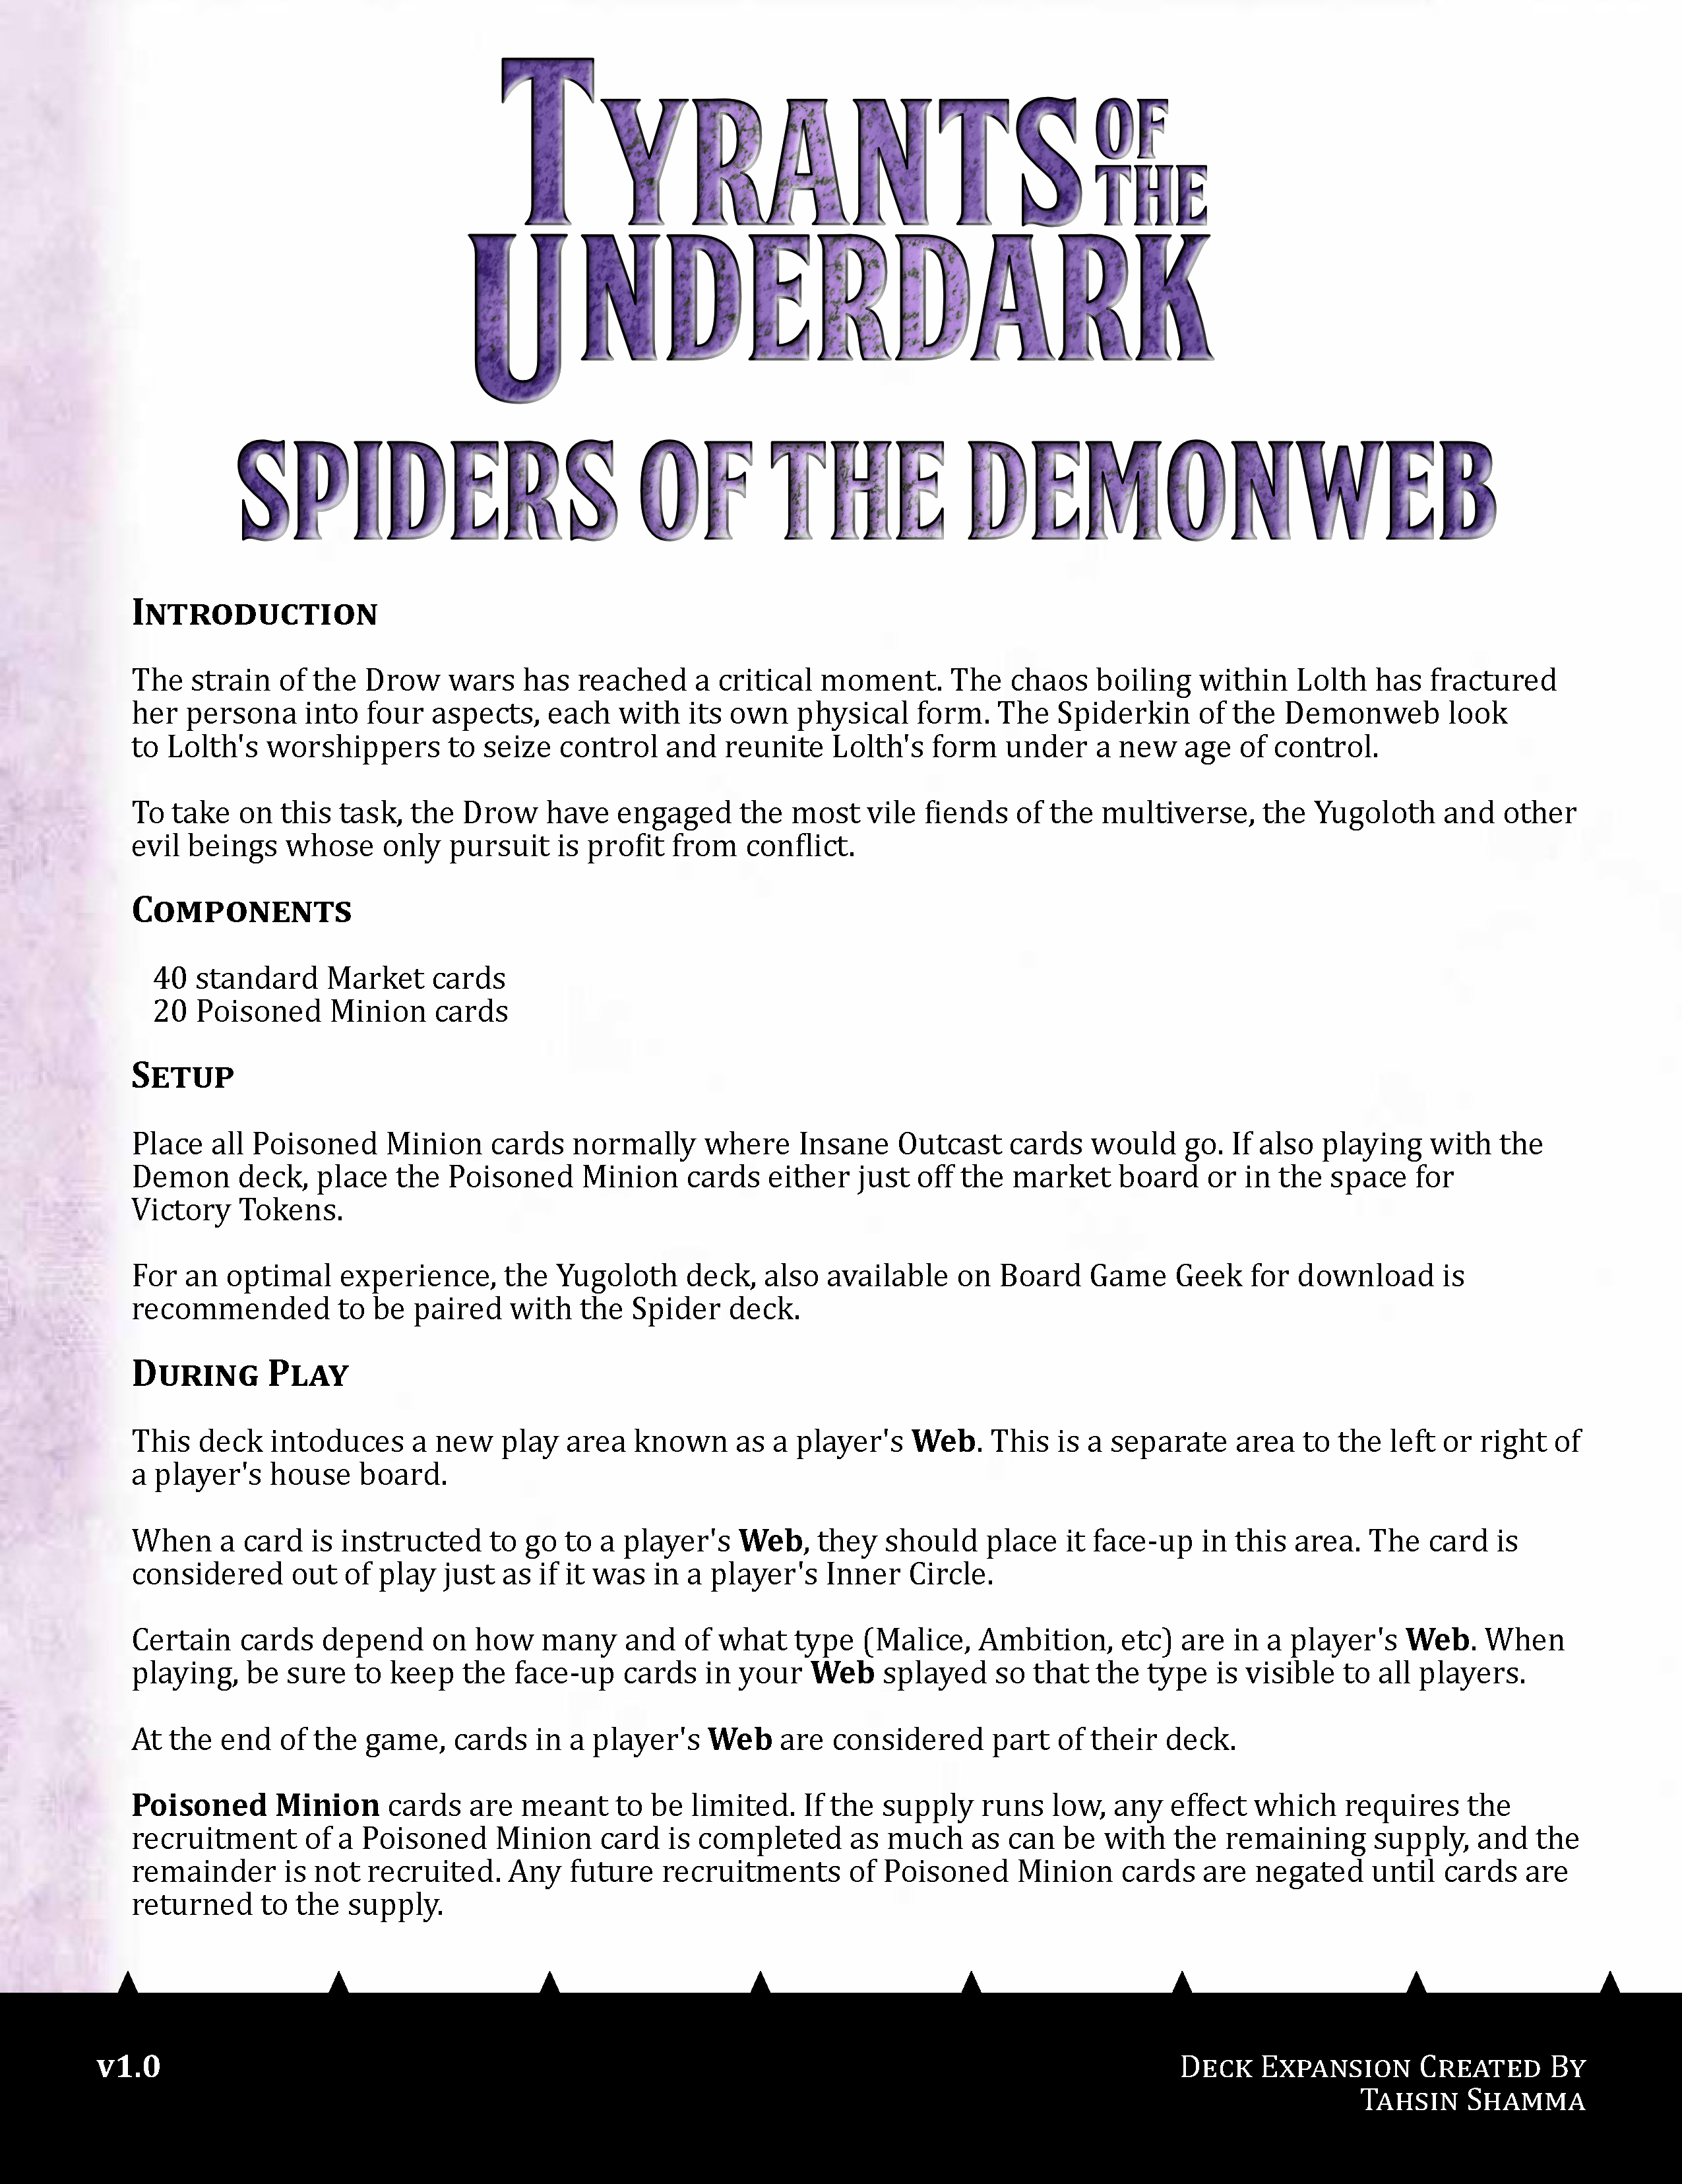 TYRANTS OF THE
UNDERDARK
SPIDERS OF THE DEMONWEB
INTRODUCTION
The strain of the Drow wars has reached a critical moment. The chaos boiling within Lolth has fractured
her persona into four aspects, each with its own physical form. The Spiderkin of the Demonweb look
to Lolth's worshippers to seize control and reunite Lolth's form under a new age of control.
To take on this task, the Drow have engaged the most vile fiends of the multiverse, the Yugoloth and other
evil beings whose only pursuit is profit from conflict.
COMPONENTS
40 standard Market cards
20 Poisoned Minion cards
SETUP
Place all Poisoned Minion cards normally where Insane Outcast cards would go. If also playing with the
Demon deck, place the Poisoned Minion cards either just off the market board or in the space for
Victory Tokens.
For an optimal experience, the Yugoloth deck, also available on Board Game Geek for download is
recommended to be paired with the Spider deck.
DURING PLAY
This deck intoduces a new play area known as a player's Web. This is a separate area to the left or right of
a player's house board.
When a card is instructed to go to a player's Web, they should place it face-up in this area. The card is
considered out of play just as if it was in a player's Inner Circle.
Certain cards depend on how many and of what type (Malice, Ambition, etc) are in a player's Web. When
playing, be sure to keep the face-up cards in your Web splayed so that the type is visible to all players.
At the end of the game, cards in a player's Web are considered part of their deck.
Poisoned Minion cards are meant to be limited. If the supply runs low, any effect which requires the
recruitment of a Poisoned Minion card is completed as much as can be with the remaining supply, and the
remainder is not recruited. Any future recruitments of Poisoned Minion cards are negated until cards are
returned to the supply.
v1.0
DECK EXPANSION CREATED BY
TAHSIN SHAMMA